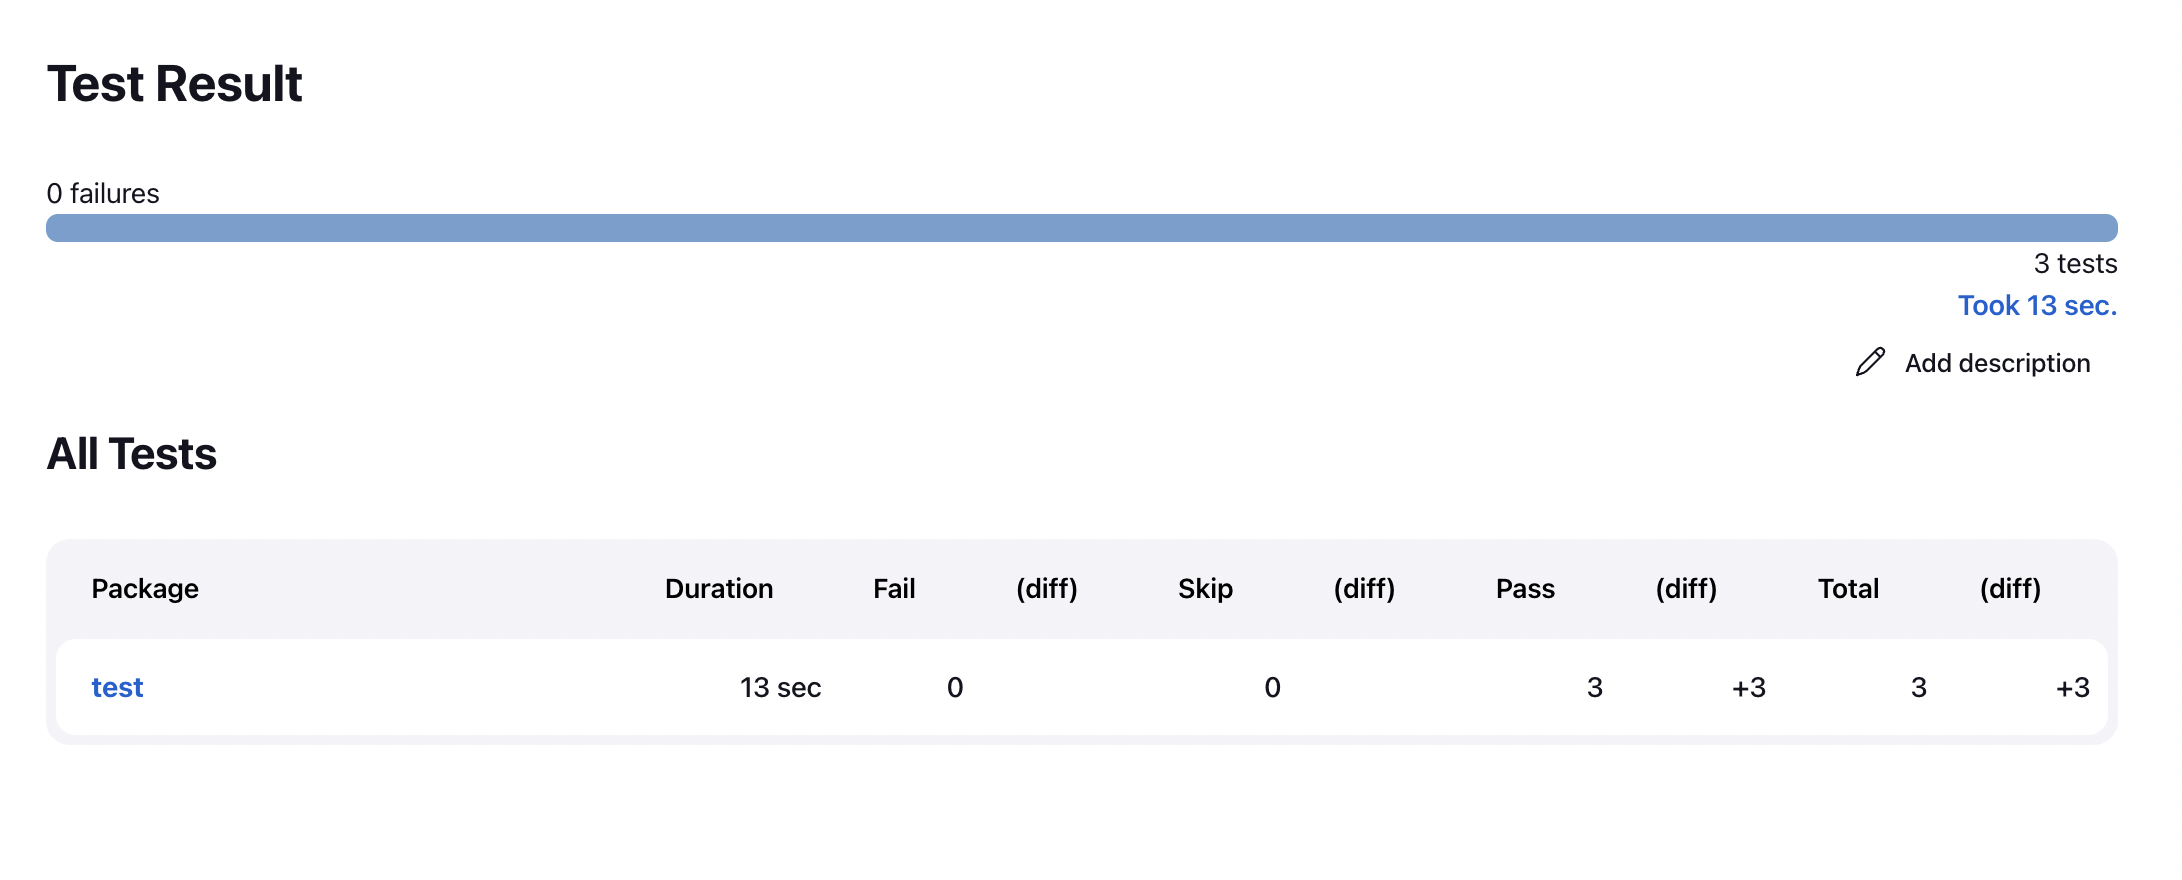 Test Result
0 failures
3 tests
Took 13 sec.
Add description
All Tests
Package Duration Fail (diff) Skip (diff) Pass (diff) Total (diff)
test 13 sec 0 0 3 +3 3 +3